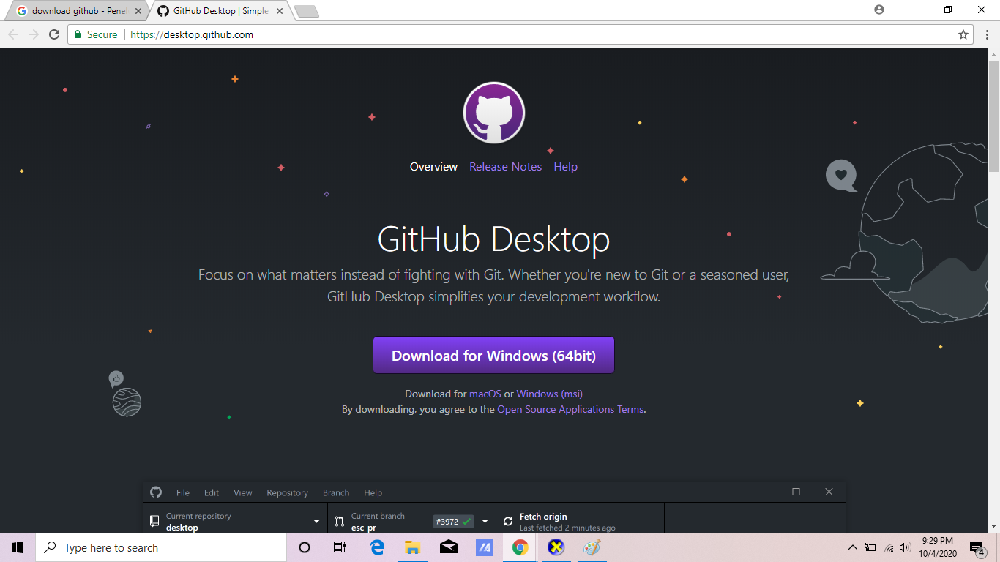 download github - Pene
GitHub Desktop | Simple
Secure
https://desktop.github.com
Overview Release Notes Help
GitHub Desktop
Focus on what matters instead of fighting with Git. Whether you're new to Git or a seasoned user,
GitHub Desktop simplifies your development workflow.
Download for Windows (64bit)
Download for macOS or Windows (msi)
By downloading, you agree to the Open Source Applications Terms.
File Edit View Repository Branch Help
Current repository
desktop
Current branch
esc-pr
#3972
Fetch origin
Last fetched 2 minutes ago
Type here to search
9:29 PM
10/4/2020
4